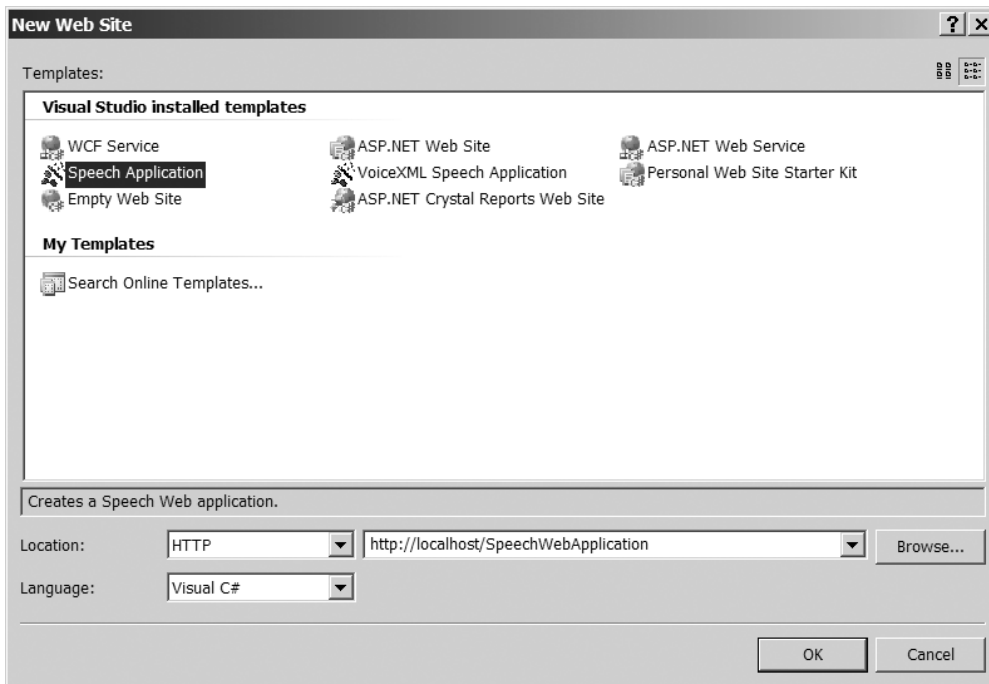 New Web Site
Templates:
Visual Studio installed templates
WCF Service ASP.NET Web Site ASP.NET Web Service
Speech Application VoiceXML Speech Application Personal Web Site Starter Kit
Empty Web Site ASP.NET Crystal Reports Web Site
My Templates
Search Online Templates...
Creates a Speech Web application.
Location: HTTP http://localhost/SpeechWebApplication Browse...
Language: Visual C#
OK Cancel